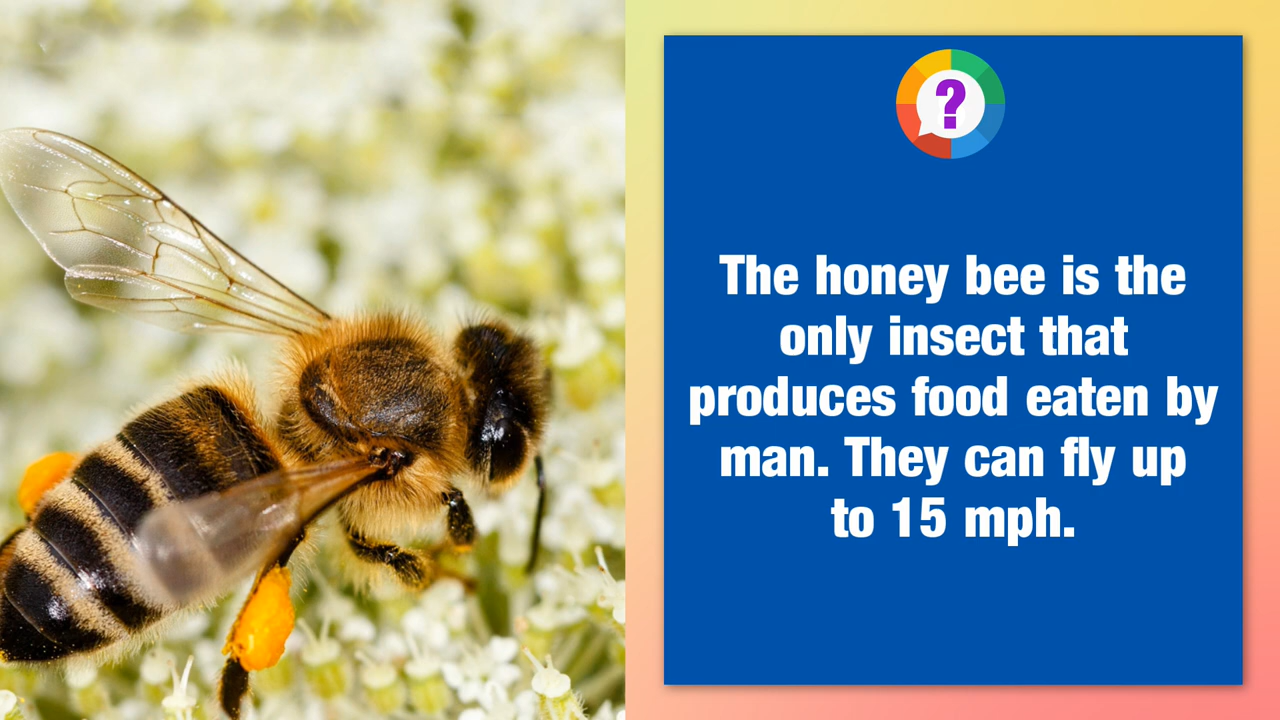 ?
The honey bee is the
only insect that
produces food eaten by
man. They can fly up
to 15 mph.